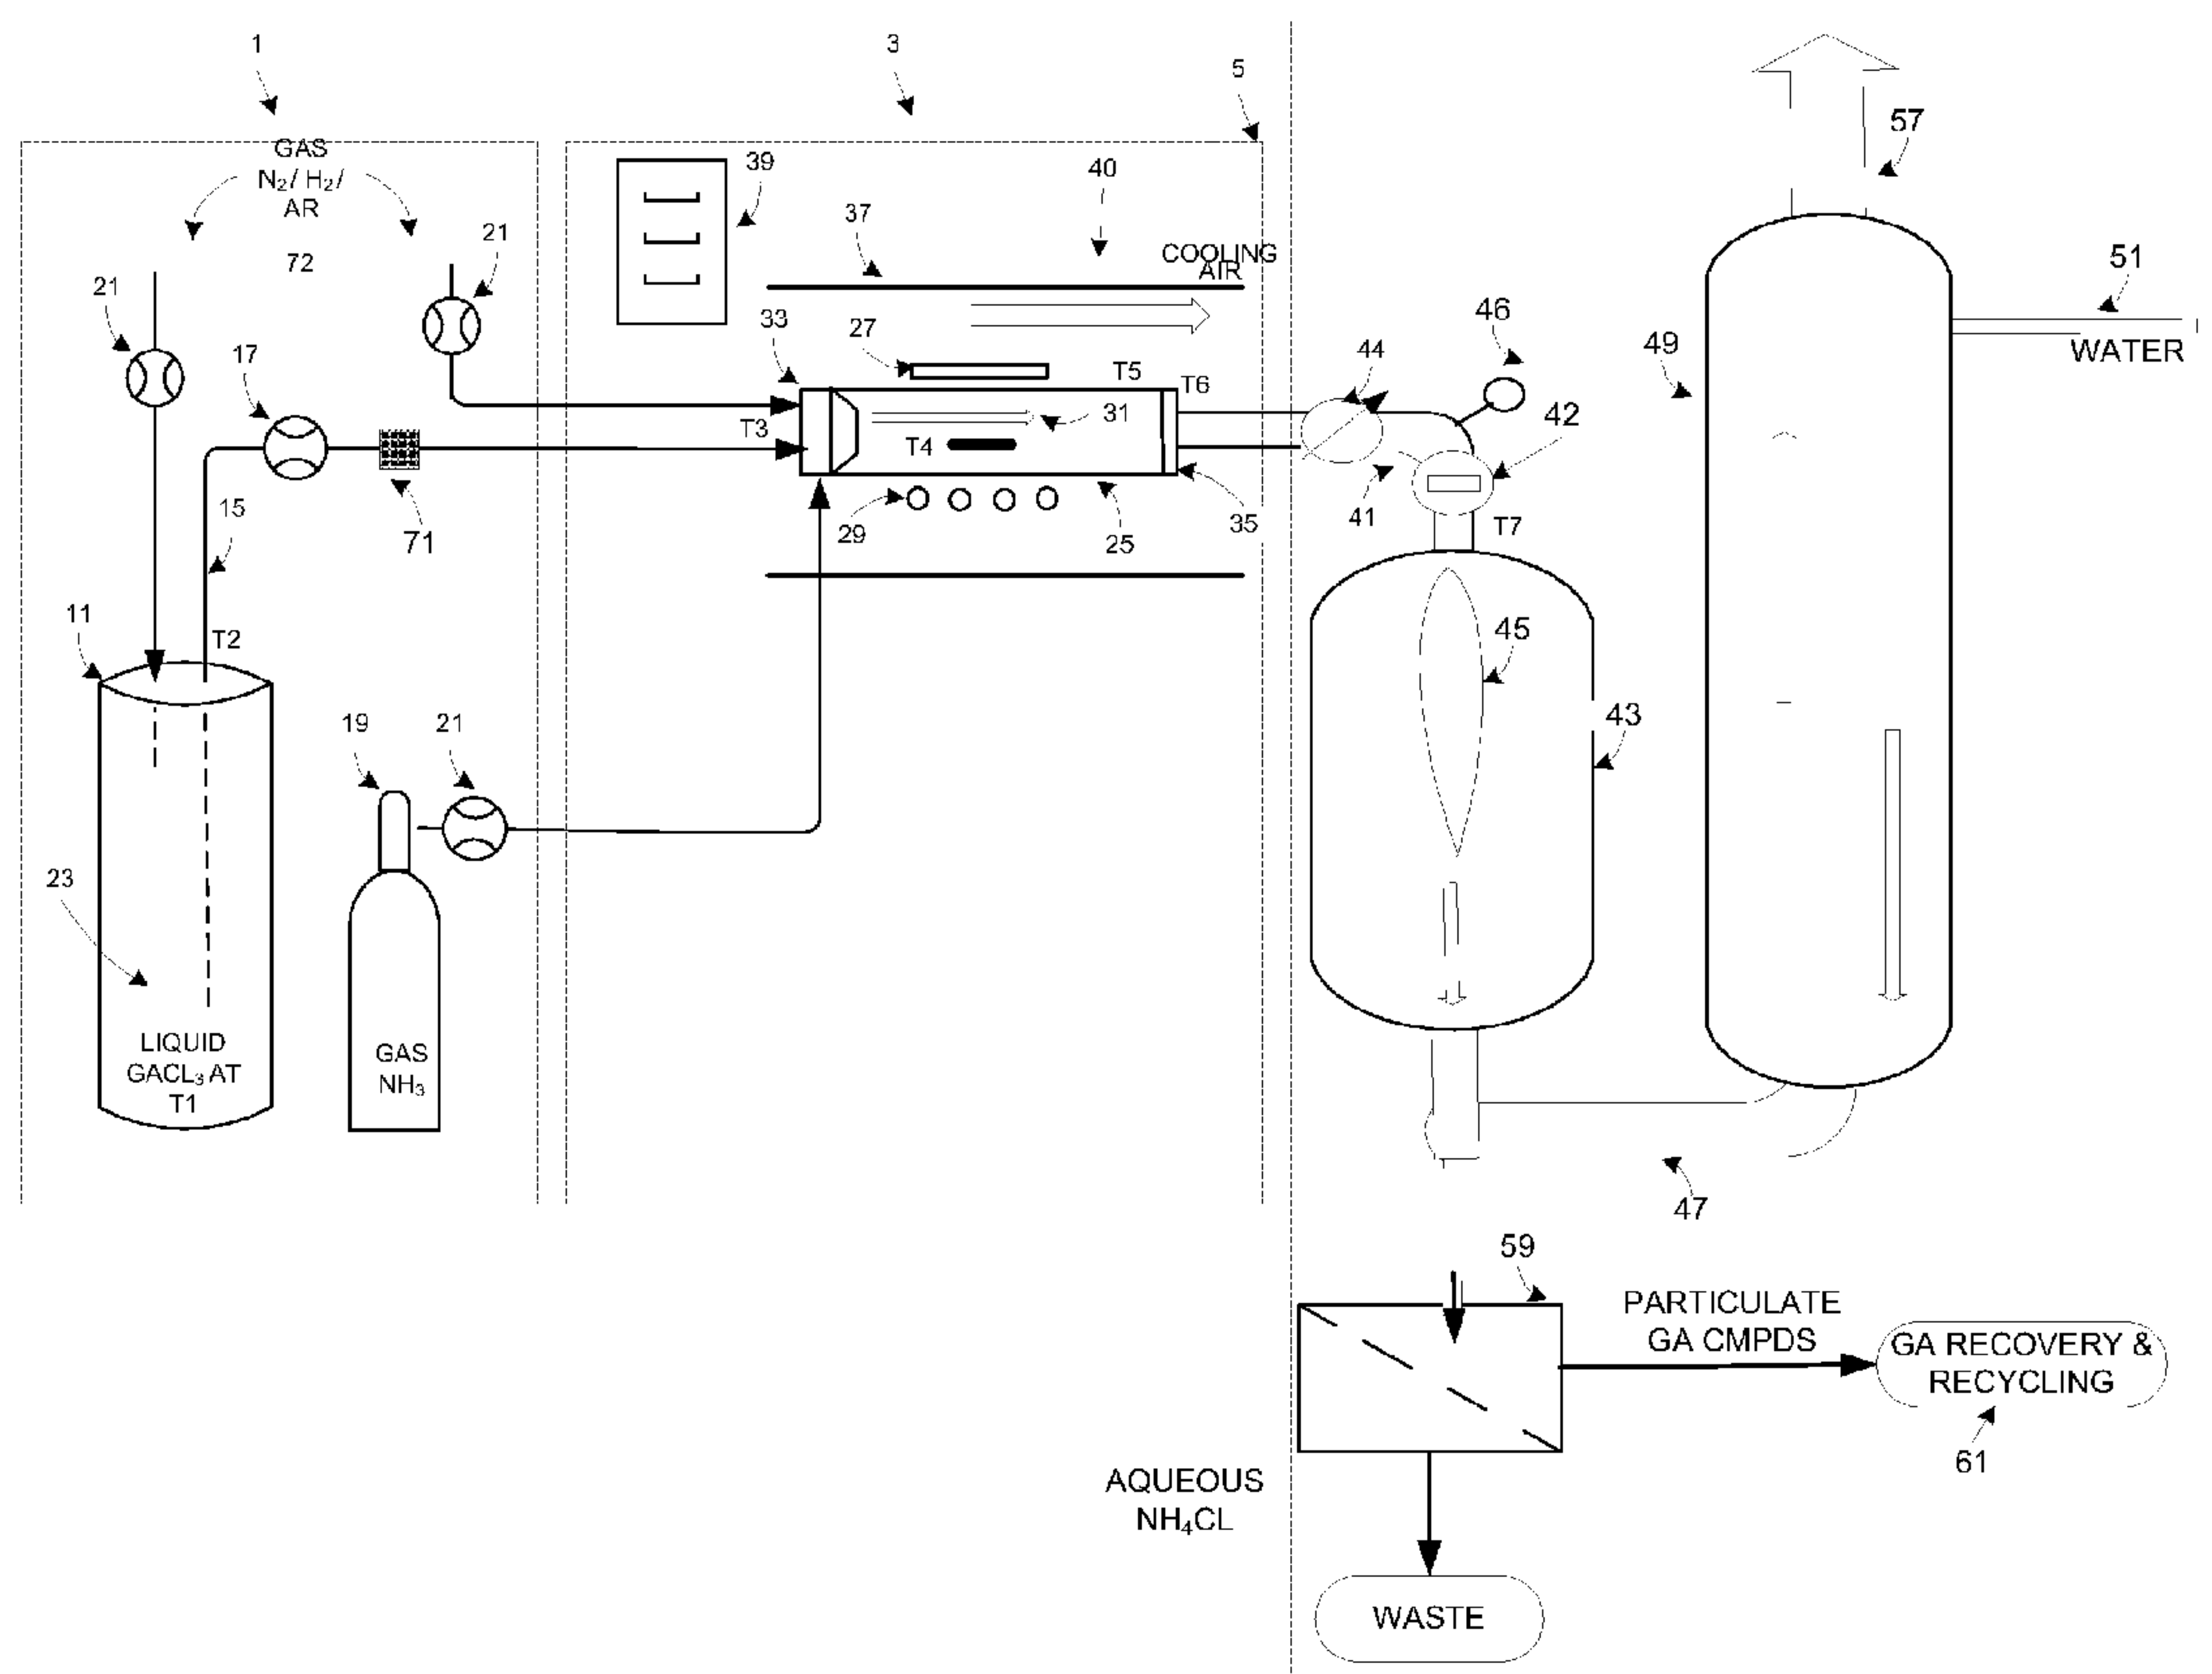 1
3
5
GAS
N₂/ H₂/
AR
72
21
21
17
15
71
11
T2
23
LIQUID
GACL₃ AT
T1
19
21
GAS
NH₃
39
40
37
COOLING
AIR
33
27
T5
T6
T3
31
T4
29
25
35
44
46
42
41
T7
45
43
49
57
51
WATER
47
59
PARTICULATE
GA CMPDS
GA RECOVERY &
RECYCLING
61
AQUEOUS
NH₄CL
WASTE